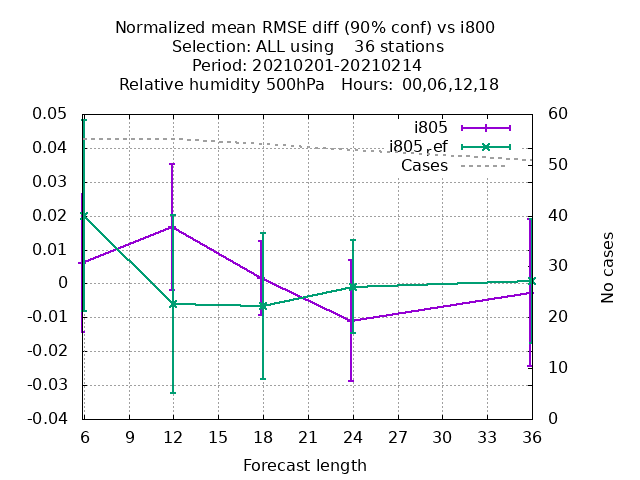 Normalized mean RMSE diff (90% conf) vs i800
Selection: ALL using 36 stations
Period: 20210201-20210214
Relative humidity 500hPa Hours: 00,06,12,18
0.05
0.04
0.03
0.02
0.01
0
-0.01
-0.02
-0.03
-0.04
60
50
40
30
20
10
0
i805
i805_ef
Cases
No cases
6 9 12 15 18 21 24 27 30 33 36
Forecast length